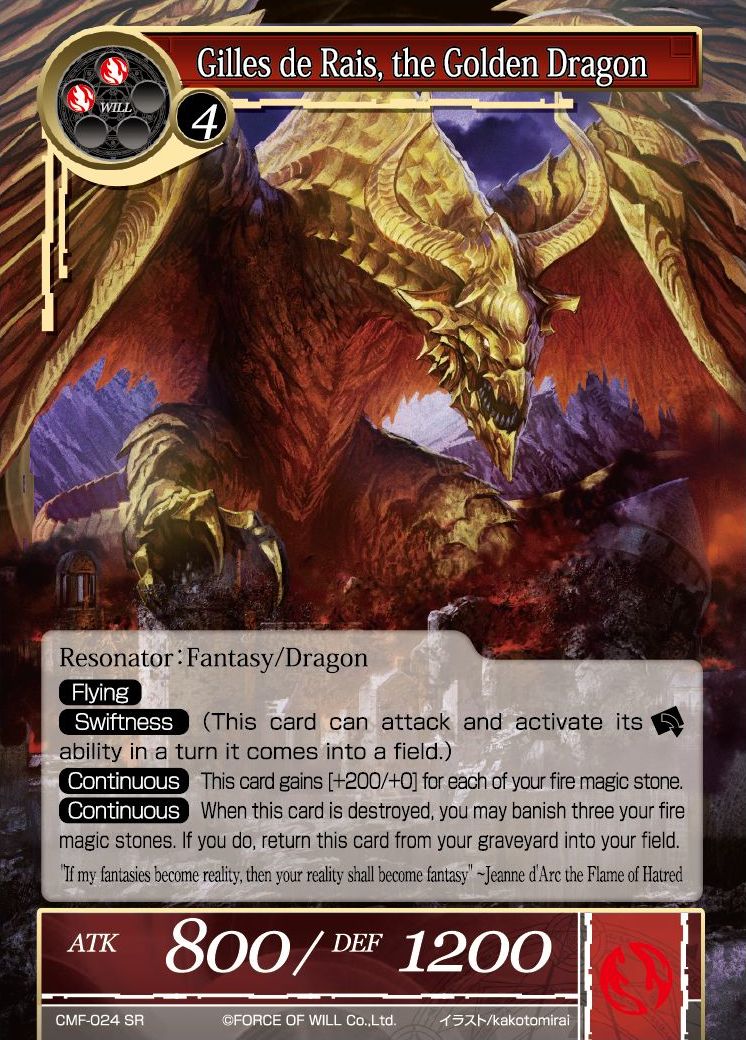 Gilles de Rais, the Golden Dragon
WILL
4
Resonator:Fantasy/Dragon
Flying
Swiftness (This card can attack and activate its
ability in a turn it comes into a field.)
Continuous This card gains [+200/+0] for each of your fire magic stone.
Continuous When this card is destroyed, you may banish three your fire
magic stones. If you do, return this card from your graveyard into your field.
"If my fantasies become reality, then your reality shall become fantasy" ~Jeanne d'Arc the Flame of Hatred
ATK 800/ DEF 1200
CMF-024 SR ©FORCE OF WILL Co.,Ltd. イラスト/kakotomirai